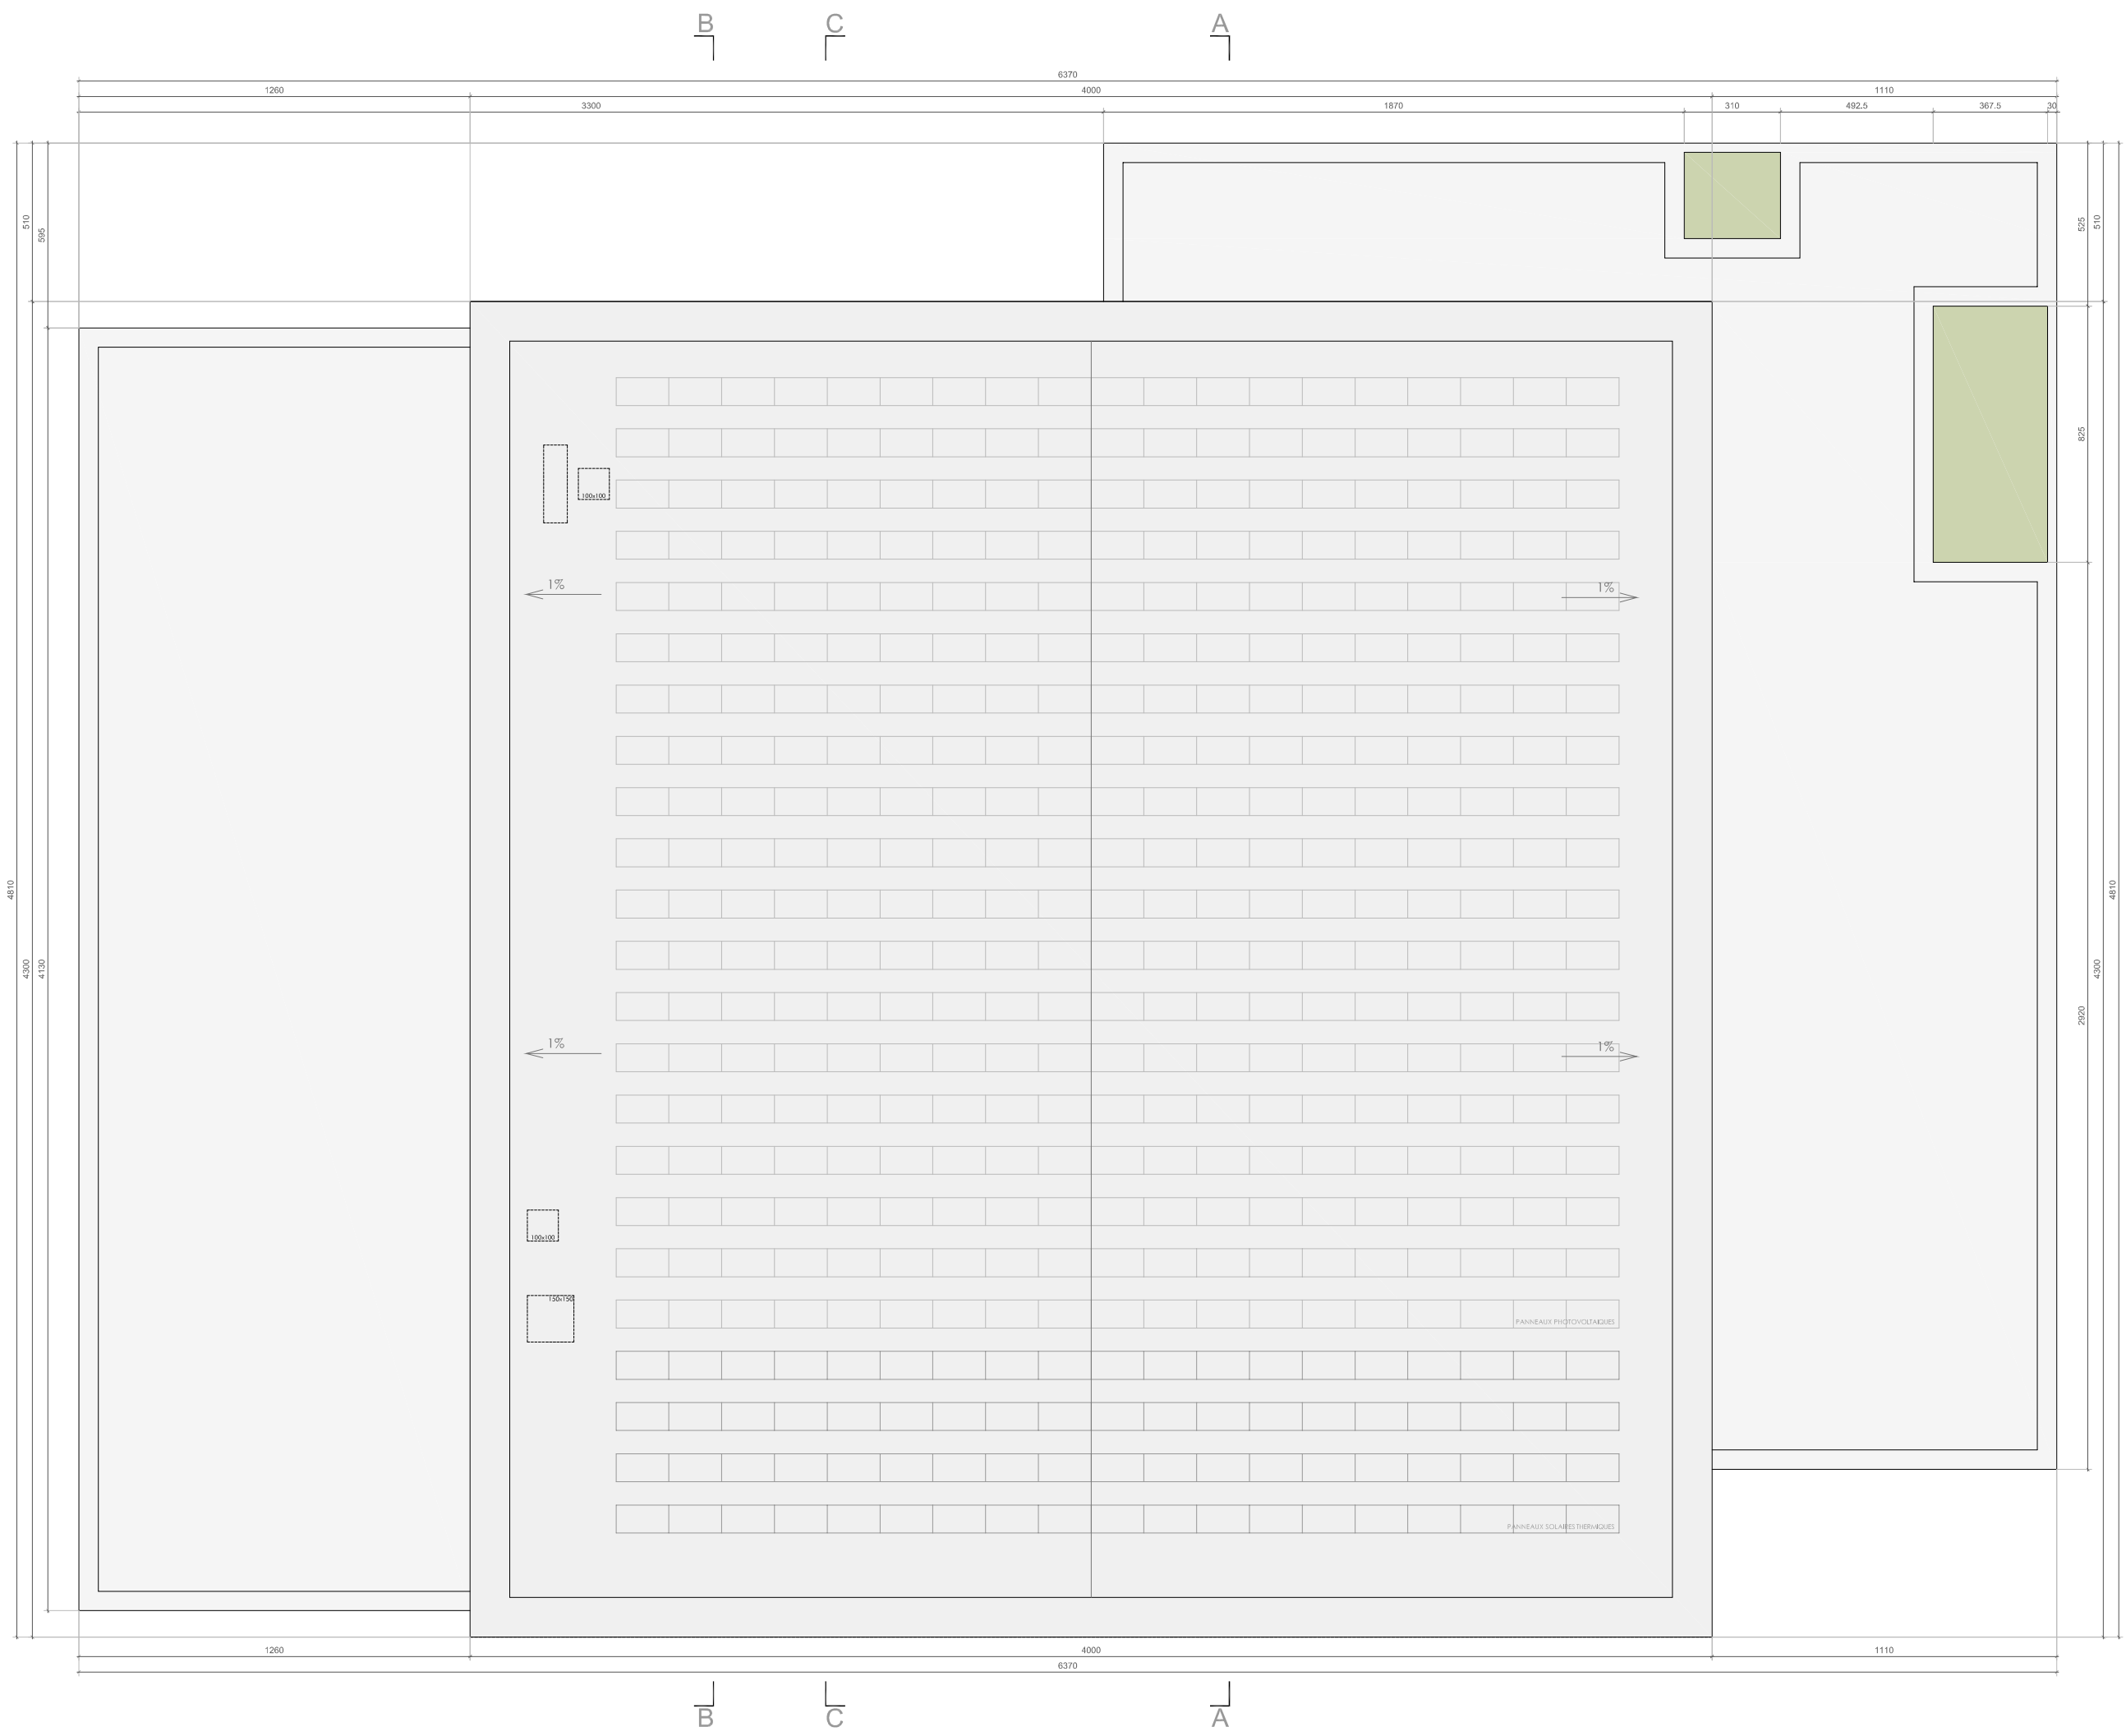 B C A
6370
1260 4000 1110
3300 1870 310 492.5 367.5 30
510 595 525 510
825
100x100
1% 1%
4810 4810
4300 4130 4300
2920
1% 1%
100x100
150x150
PANNEAUX PHOTOVOLTAIQUES
PANNEAUX SOLAIRES THERMIQUES
1260 4000 1110
6370
B C A